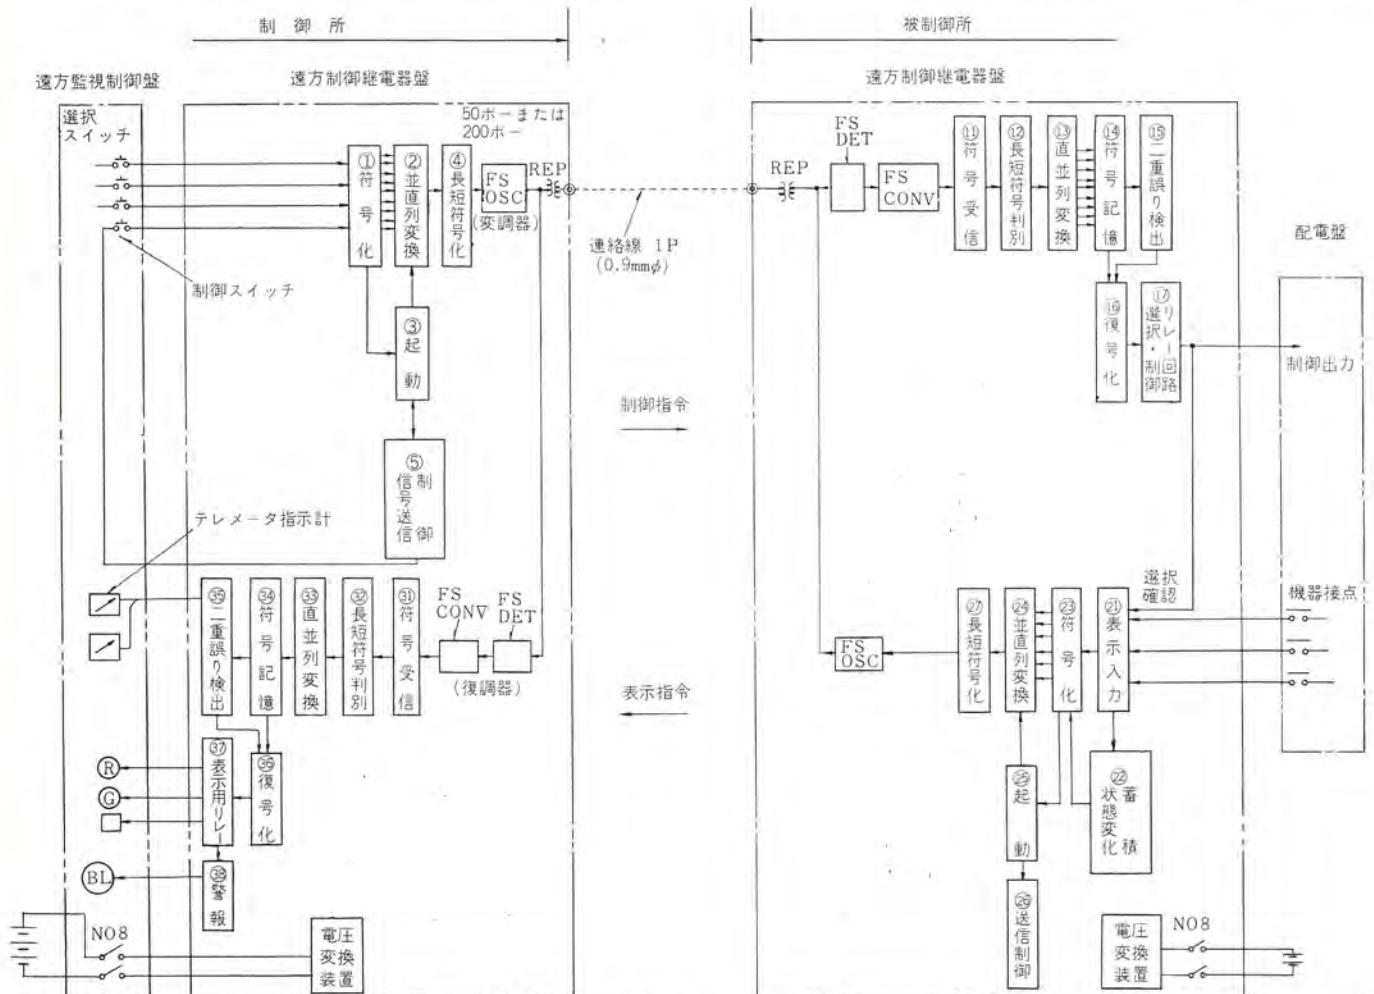 制御所
被制御所
遠方監視制御盤
遠方制御継電器盤
遠方制御継電器盤
選択
スイッチ
50ボーまたは
200ボー
①符号化
②並直列変換
④長短符号化
FS
OSC
(変調器)
REP
制御スイッチ
③起動
⑤信号送信制御
連絡線 1P
(0.9mmφ)
REP
FS
DET
FS
CONV
⑪符号受信
⑫長短符号判別
⑬直並列変換
⑭符号記憶
⑮二重誤り検出
⑯復号化
⑰選択・制御リレー回路
配電盤
制御出力
制御指令
テレメータ指示計
㉟二重誤り検出
㉞符号記憶
㉝直並列変換
㉜長短符号判別
㉛符号受信
FS
CONV
FS
DET
(復調器)
表示指令
㊲表示用リレー
㊱復号化
㊳警報
R
G
BL
NO8
電圧
変換
装置
選択
確認
機器接点
FS
OSC
㉗長短符号化
㉔並直列変換
㉓符号化
㉑表示入力
㉕起動
㉒状態変化蓄積
㉖送信制御
電圧
変換
装置
NO8